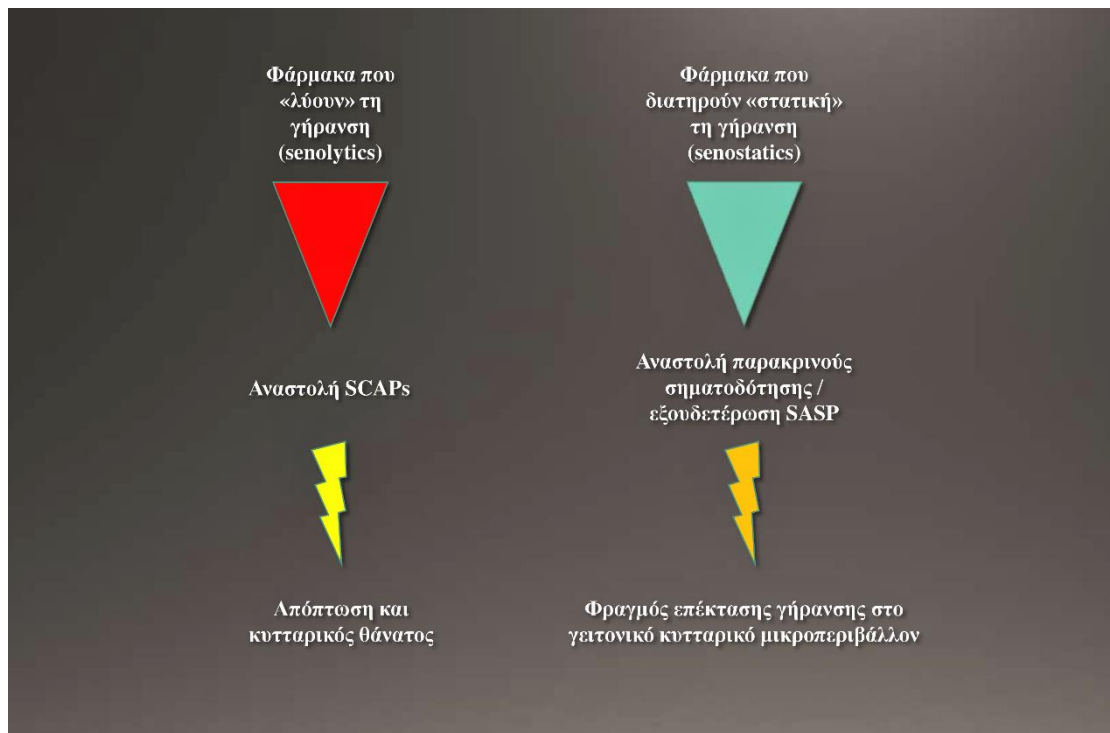 Φάρμακα που
«λύουν» τη
γήρανση
(senolytics)
Αναστολή SCAPs
Απόπτωση και
κυτταρικός θάνατος
Φάρμακα που
διατηρούν «στατική»
τη γήρανση
(senostatics)
Αναστολή παρακρινούς
σηματοδότησης /
εξουδετέρωση SASP
Φραγμός επέκτασης γήρανσης στο
γειτονικό κυτταρικό μικροπεριβάλλον